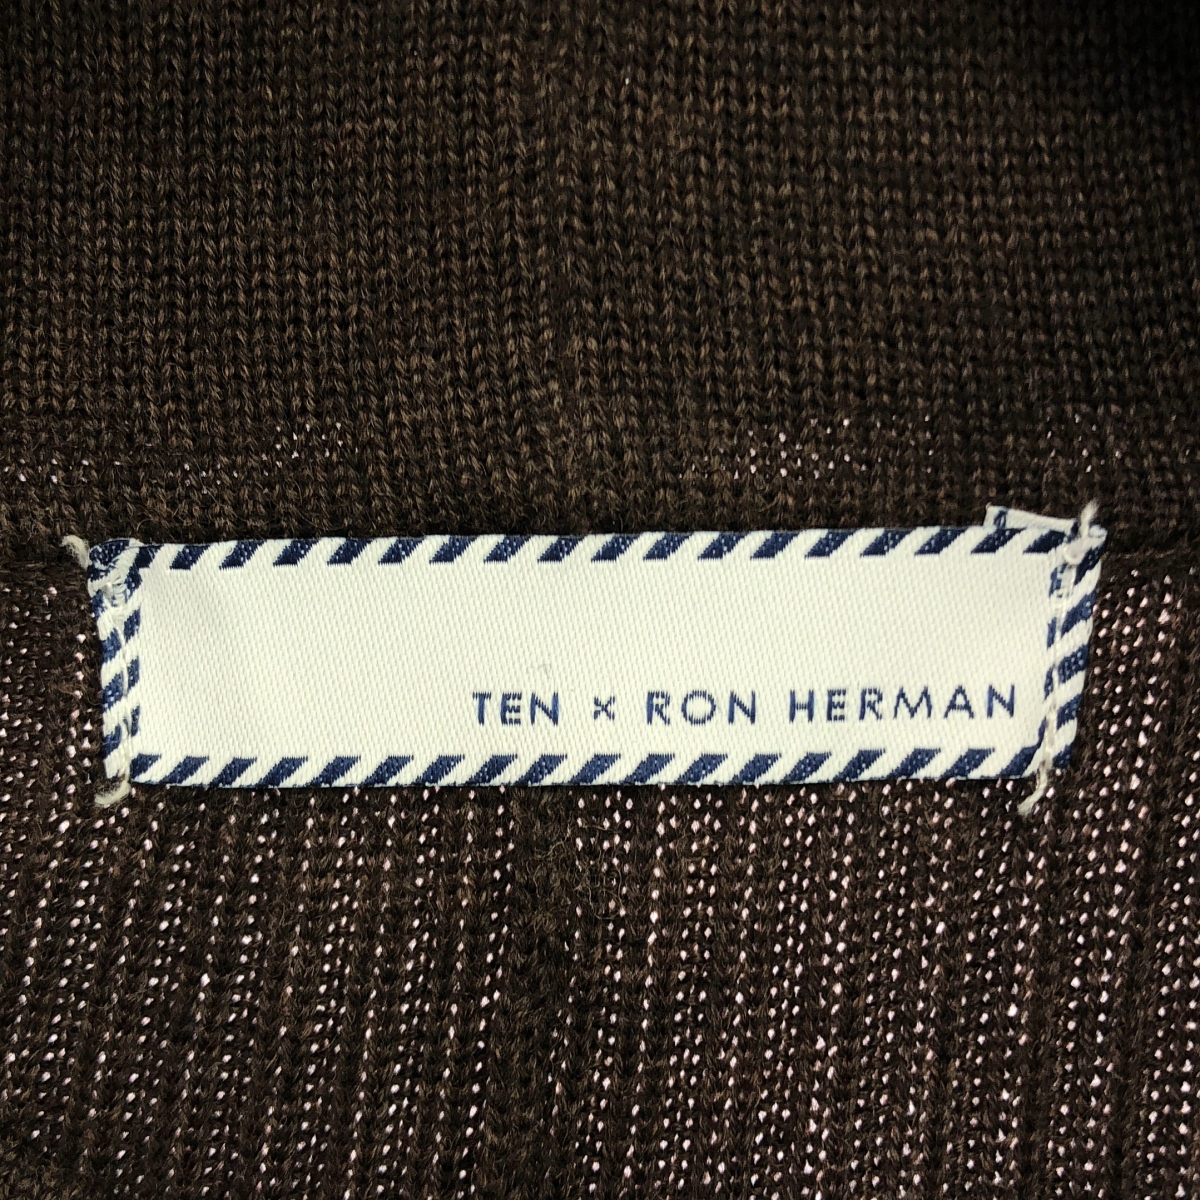 TEN × RON HERMAN